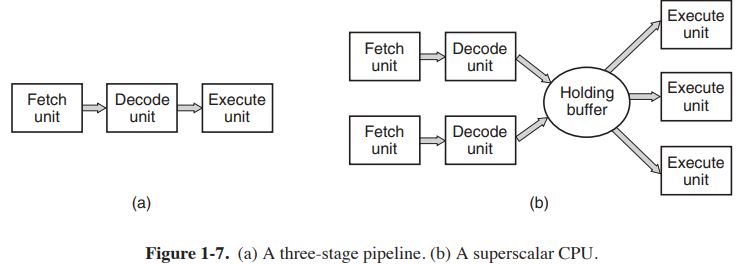 Fetch
unit
Decode
unit
Execute
unit
(a)
Fetch
unit
Decode
unit
Fetch
unit
Decode
unit
Holding
buffer
Execute
unit
Execute
unit
Execute
unit
(b)
Figure 1-7. (a) A three-stage pipeline. (b) A superscalar CPU.